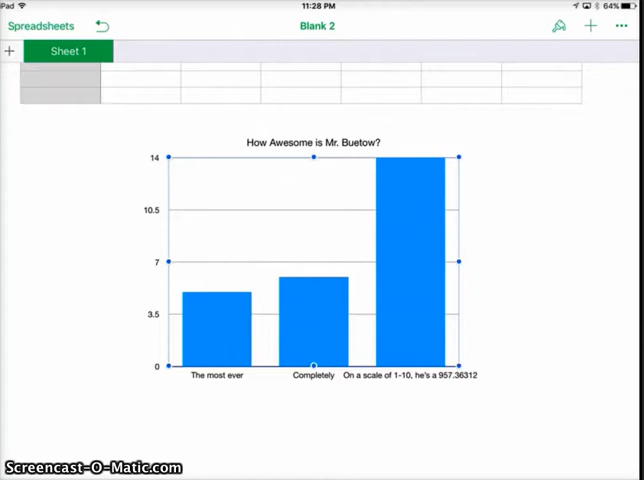 Pad 11:28 PM 64%
Spreadsheets Blank 2
+ Sheet 1
How Awesome is Mr. Buetow?
14
10.5
7
3.5
0
The most ever Completely On a scale of 1-10, he's a 957.36312
Screencast-O-Matic.com